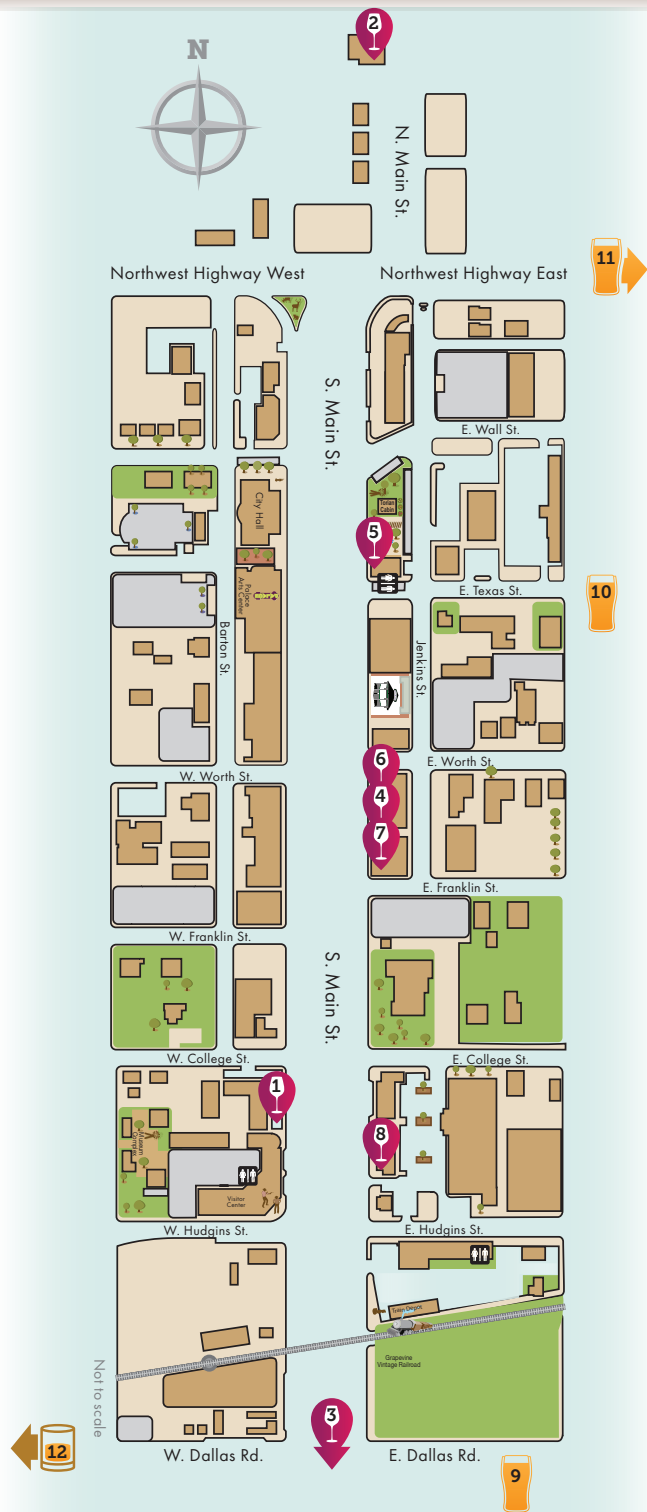 2
N
N. Main St.
11
Northwest Highway West
Northwest Highway East
S. Main St.
E. Wall St.
City Hall
Torian
Cabin
5
E. Texas St.
10
Palace
Arts Center
Barton St.
Jenkins St.
W. Worth St.
E. Worth St.
6
4
7
E. Franklin St.
W. Franklin St.
S. Main St.
W. College St.
E. College St.
1
8
Museum
Complex
Visitor
Center
W. Hudgins St.
E. Hudgins St.
Train Depot
Grapevine
Vintage Railroad
Not to scale
3
12
W. Dallas Rd.
E. Dallas Rd.
9